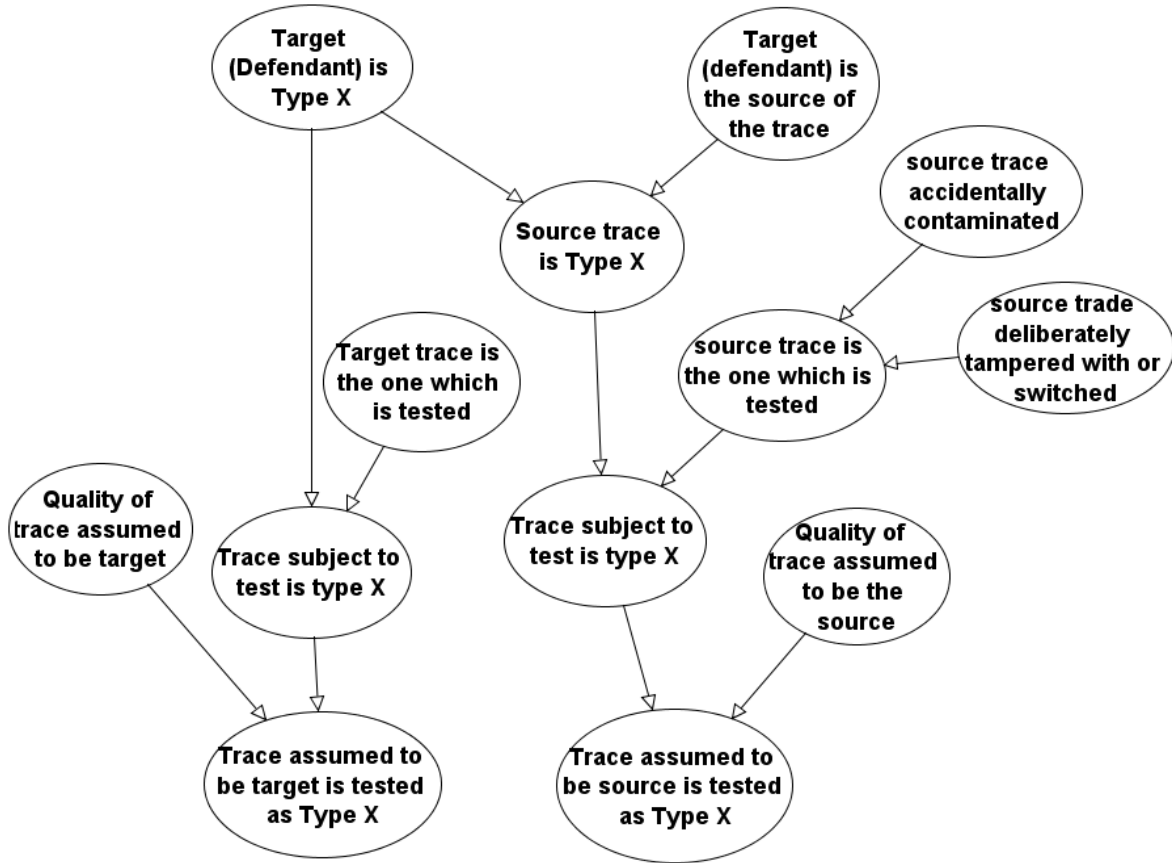 Target
(Defendant) is
Type X
Target
(defendant) is
the source of
the trace
source trace
accidentally
contaminated
Source trace
is Type X
source trade
deliberately
tampered with or
switched
Target trace is
the one which
is tested
source trace is
the one which is
tested
Quality of
trace assumed
to be target
Trace subject to
test is type X
Trace subject to
test is type X
Quality of
trace assumed
to be the
source
Trace assumed to
be target is tested
as Type X
Trace assumed to
be source is tested
as Type X